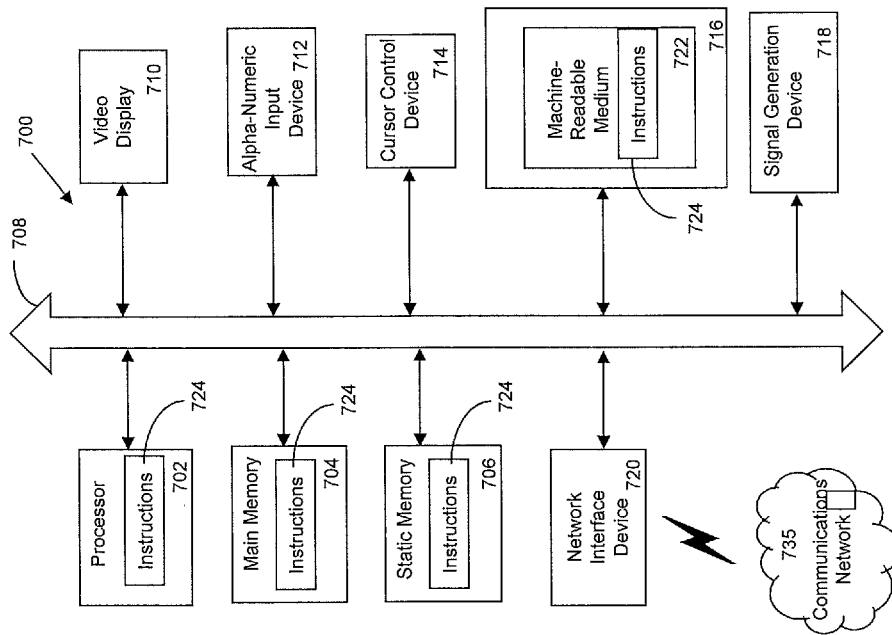 700
708
Processor
Instructions
702
724
Main Memory
Instructions
704
724
Static Memory
Instructions
706
724
Network
Interface
Device
720
735
Communications
Network
Video
Display
710
Alpha-Numeric
Input
Device
712
Cursor Control
Device
714
Machine-
Readable
Medium
Instructions
722
716
724
Signal Generation
Device
718